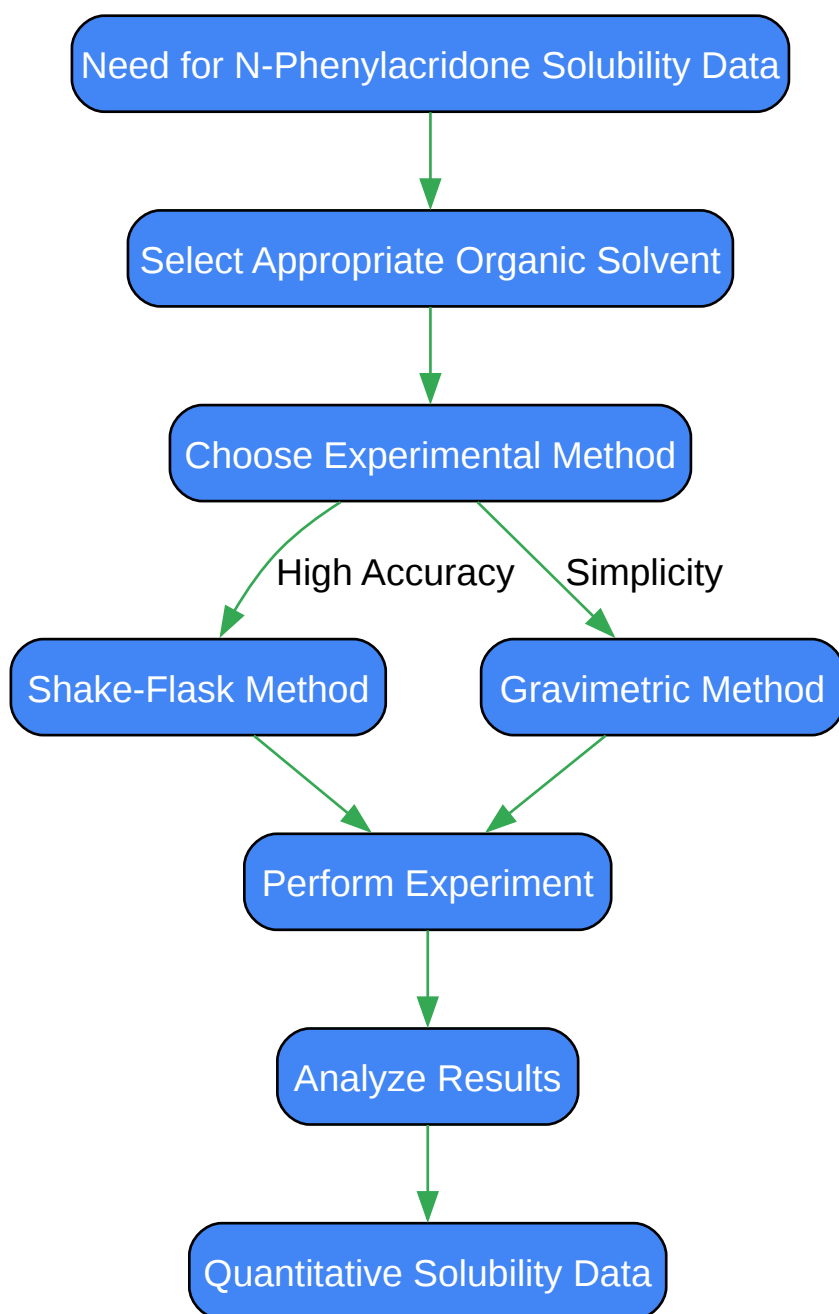 Need for N-Phenylacridone Solubility Data
Select Appropriate Organic Solvent
Choose Experimental Method
High Accuracy
Simplicity
Shake-Flask Method
Gravimetric Method
Perform Experiment
Analyze Results
Quantitative Solubility Data